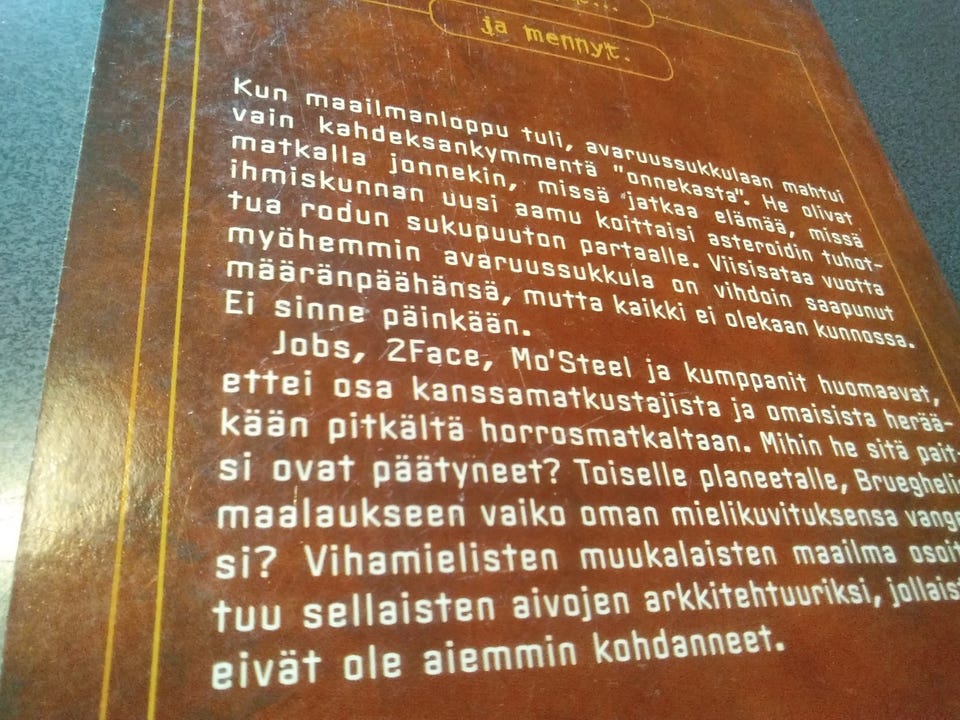 ja mennyt.
Kun maailmanloppu tuli, avaruussukkulaan mahtui
vain kahdeksankymmentä "onnekasta". He olivat
matkalla jonnekin, missä jatkaa elämää, missä
ihmiskunnan uusi aamu koittaisi asteroidin tuhot-
tua rodun sukupuuton partaalle. Viisisataa vuotta
myöhemmin avaruussukkula on vihdoin saapunut
määränpäähänsä, mutta kaikki ei olekaan kunnossa.
Ei sinne päinkään.
Jobs, 2Face, Mo'Steel ja kumppanit huomaavat,
ettei osa kanssamatkustajista ja omaisista herää-
kään pitkältä horrosmatkaltaan. Mihin he sitä pait-
si ovat päätyneet? Toiselle planeetalle, Brueghelin
maalaukseen vaiko oman mielikuvituksensa vange
si? Vihamielisten muukalaisten maailma osoit
tuu sellaisten aivojen arkkitehtuuriksi, jollaist
eivät ole aiemmin kohdanneet.